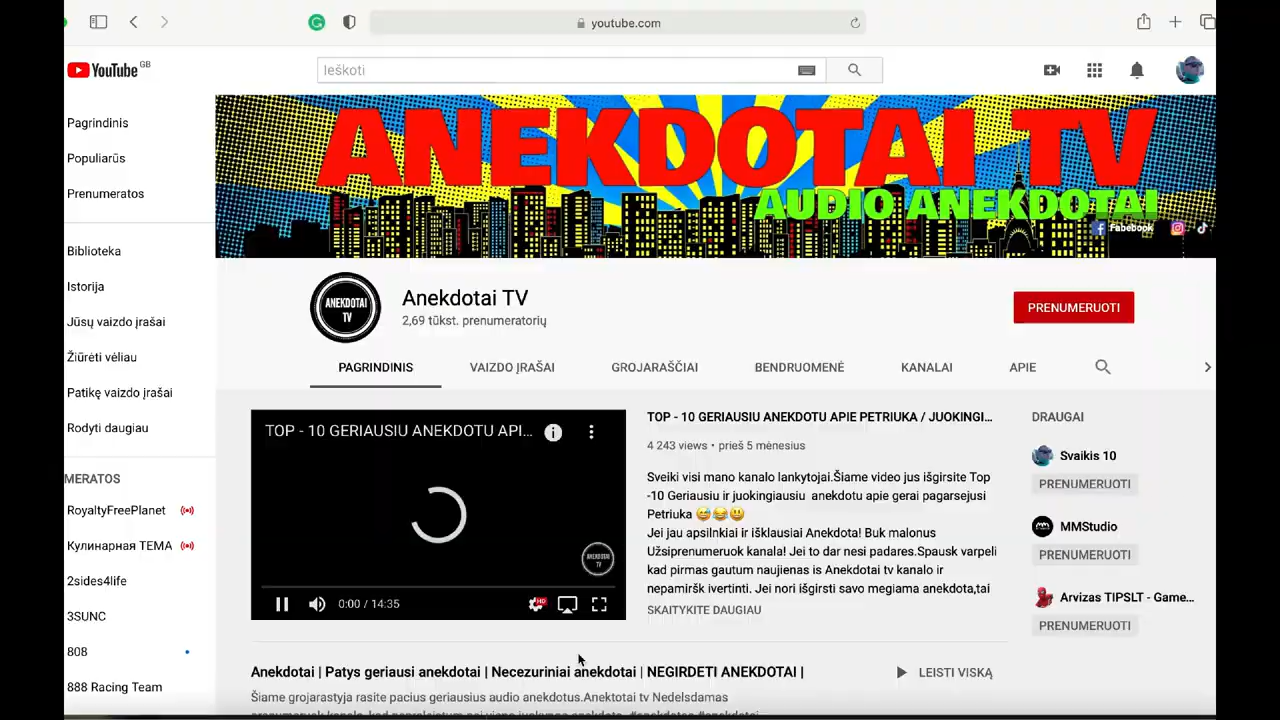 youtube.com
YouTube GB
Ieškoti
Pagrindinis
Populiarūs
Prenumeratos
Biblioteka
Istorija
Jūsų vaizdo įrašai
Žiūrėti vėliau
Patikę vaizdo įrašai
Rodyti daugiau
MERATOS
RoyaltyFreePlanet
Кулинарная ТЕМА
2sides4life
3SUNC
808
888 Racing Team
ANEKDOTAI TV
AUDIO ANEKDOTAI
Fabebook
ANEKDOTAI
TV
Anekdotai TV
2,69 tūkst. prenumeratorių
PRENUMERUOTI
PAGRINDINIS VAIZDO ĮRAŠAI GROJARAŠČIAI BENDRUOMENĖ KANALAI APIE
TOP - 10 GERIAUSIU ANEKDOTU API...
ANEKDOTAI
TV
0:00 / 14:35
HD
TOP - 10 GERIAUSIU ANEKDOTU APIE PETRIUKA / JUOKINGI...
4 243 views • prieš 5 mėnesius
Sveiki visi mano kanalo lankytojai.Šiame video jus išgirsite Top
-10 Geriausiu ir juokingiausiu anekdotu apie gerai pagarsejusi
Petriuka 😅😂😃
Jei jau apsilnkiai ir išklausiai Anekdota! Buk malonus
Užsiprenumeruok kanala! Jei to dar nesi padares.Spausk varpeli
kad pirmas gautum naujienas is Anekdotai tv kanalo ir
nepamiršk ivertinti. Jei nori išgirsti savo megiama anekdota,tai
SKAITYKITE DAUGIAU
DRAUGAI
Svaikis 10
PRENUMERUOTI
MMStudio
PRENUMERUOTI
Arvizas TIPSLT - Game...
PRENUMERUOTI
Anekdotai | Patys geriausi anekdotai | Necezuriniai anekdotai | NEGIRDETI ANEKDOTAI |
LEISTI VISKĄ
Šiame grojarastyja rasite pacius geriausius audio anekdotus.Anektotai tv Nedelsdamas